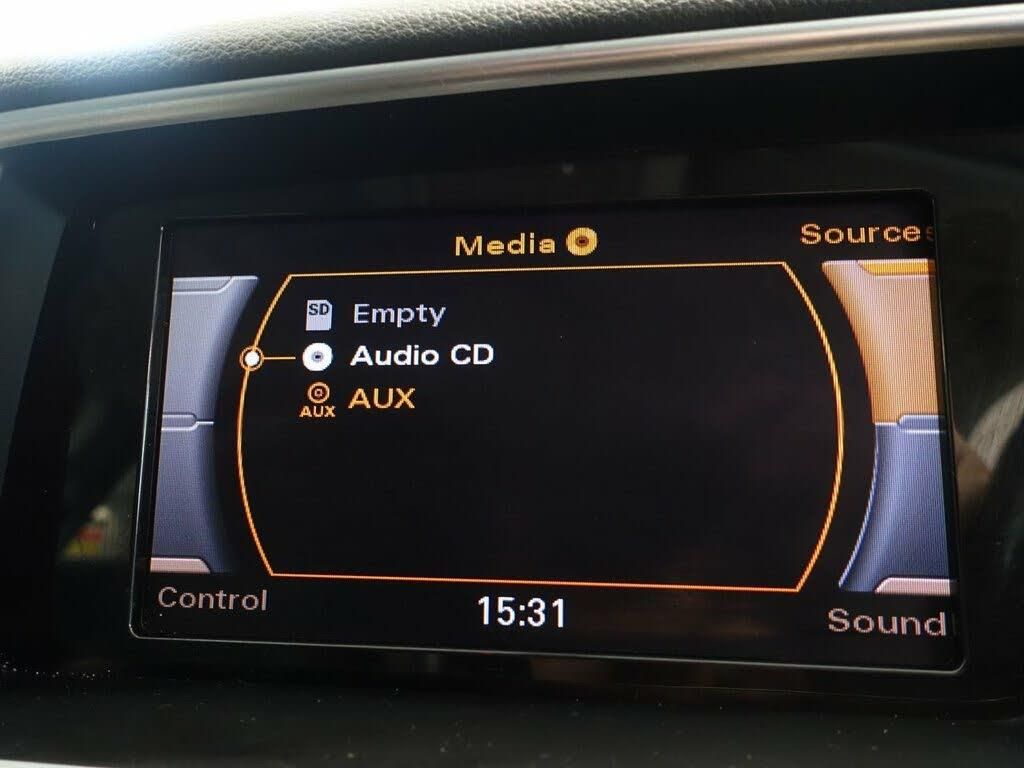 Media
Sources
SD Empty
Audio CD
AUX AUX
Control
15:31
Sound